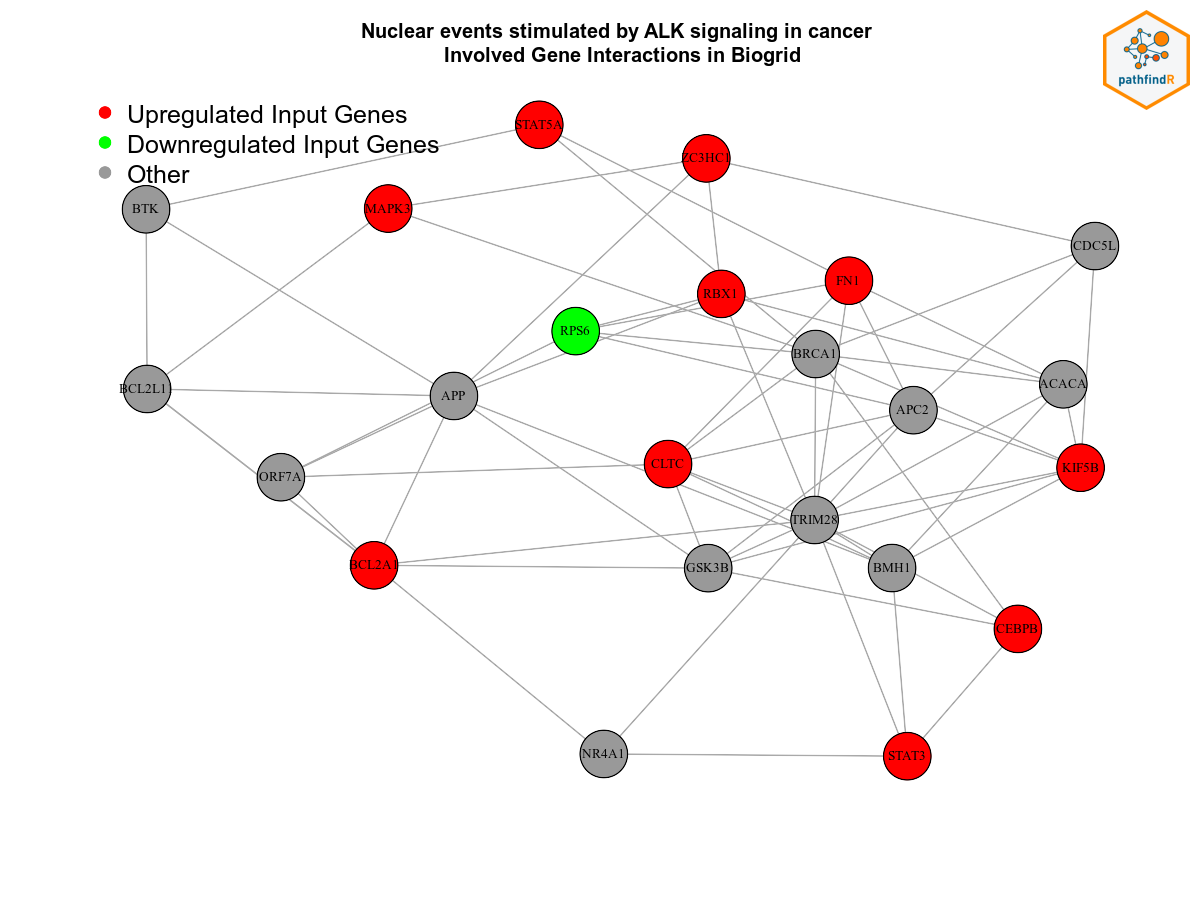 Nuclear events stimulated by ALK signaling in cancer
Involved Gene Interactions in Biogrid
pathfindR
Upregulated Input Genes
Downregulated Input Genes
Other
STAT5A
ZC3HC1
BTK
MAPK3
CDC5L
RBX1
FN1
RPS6
BRCA1
BCL2L1
APP
ACACA
APC2
ORF7A
CLTC
KIF5B
TRIM28
BCL2A1
GSK3B
BMH1
CEBPB
NR4A1
STAT3